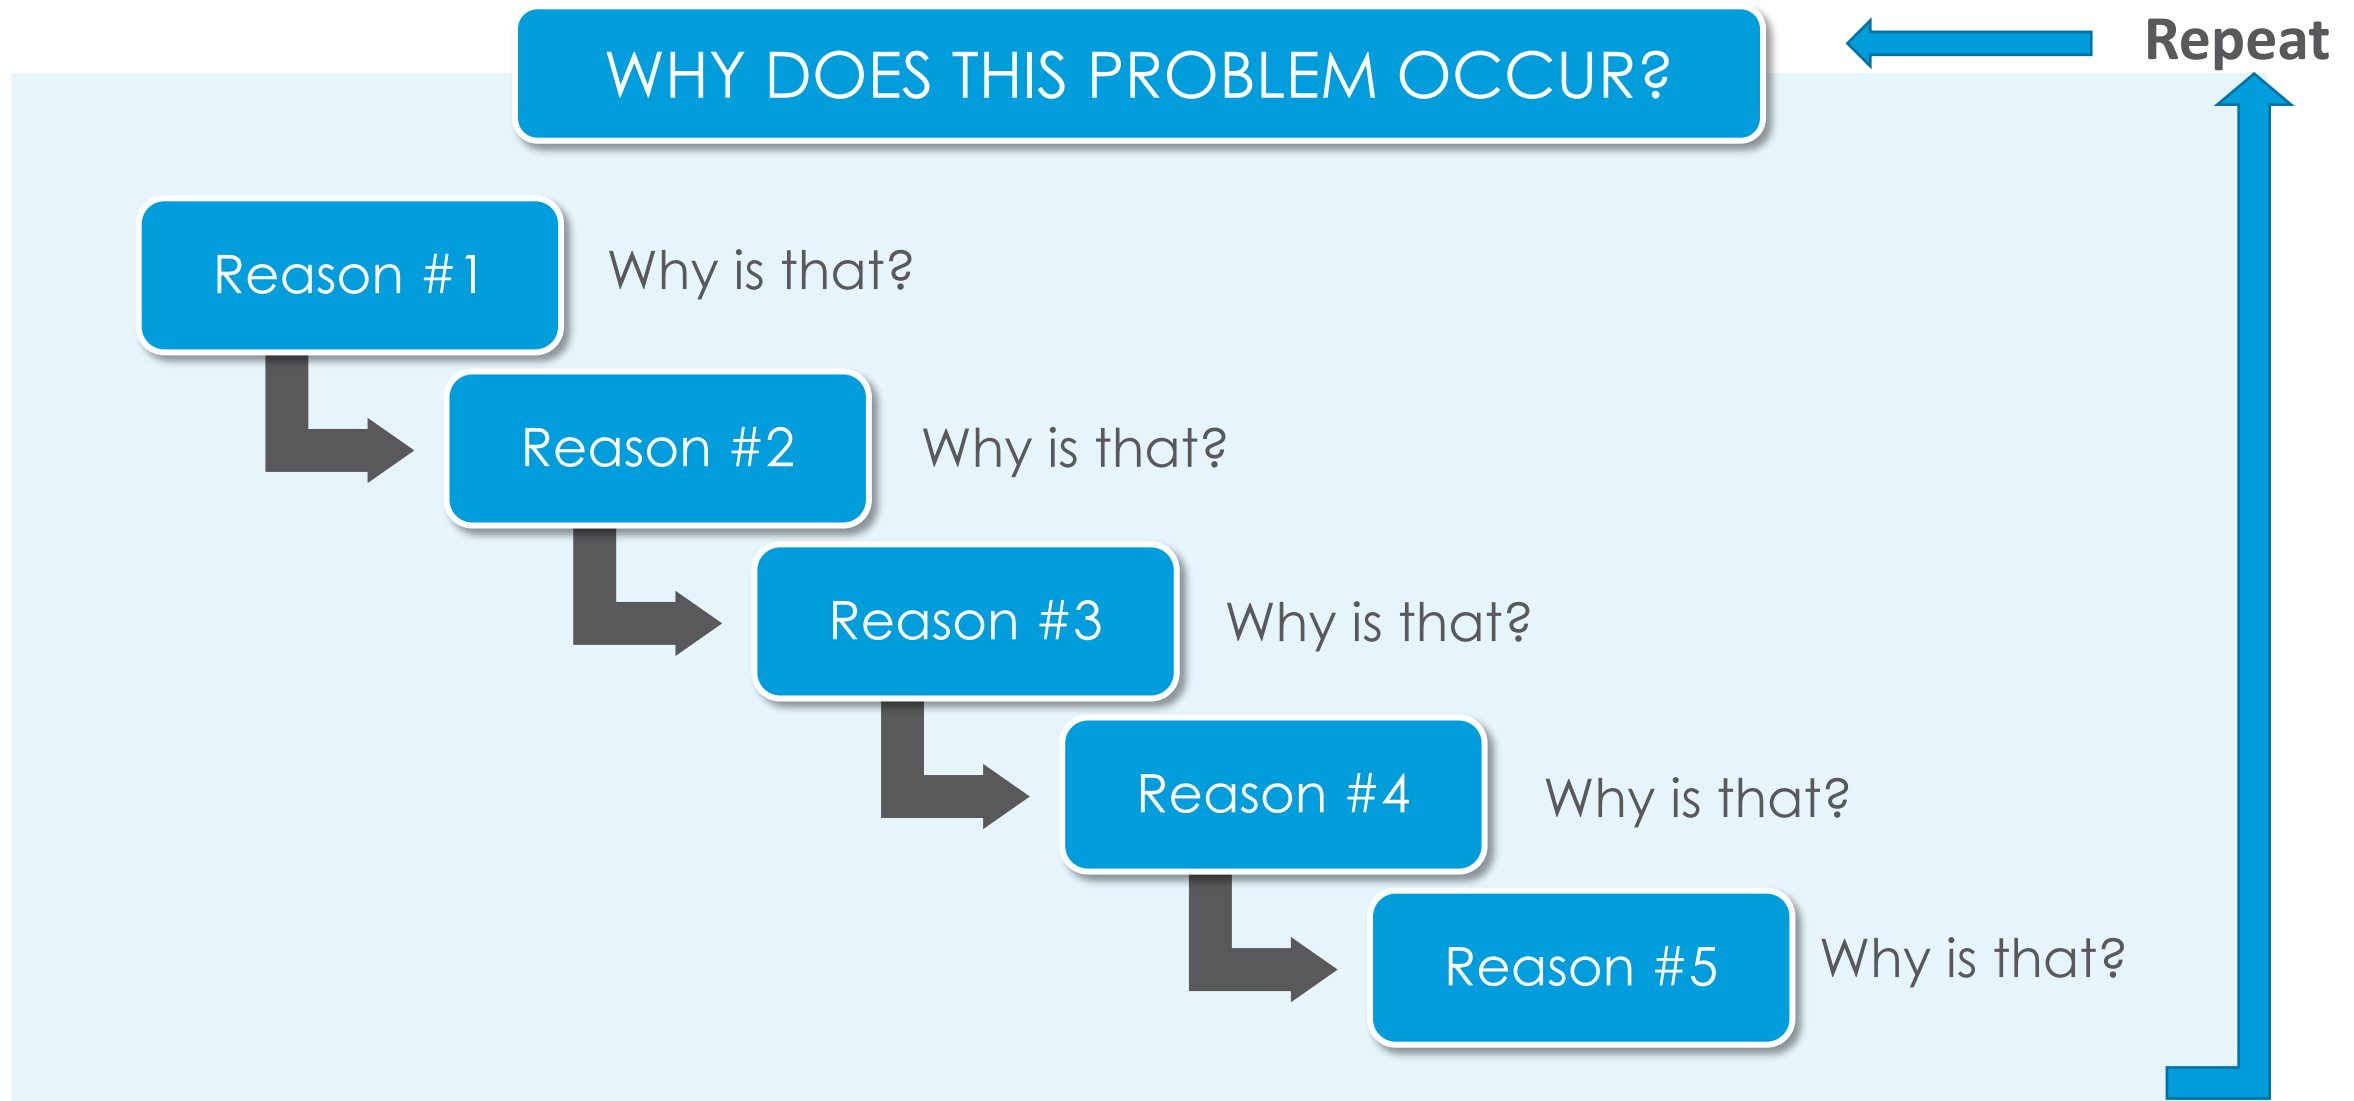 WHY DOES THIS PROBLEM OCCUR?
Repeat
Reason #1
Why is that?
Reason #2
Why is that?
Reason #3
Why is that?
Reason #4
Why is that?
Reason #5
Why is that?